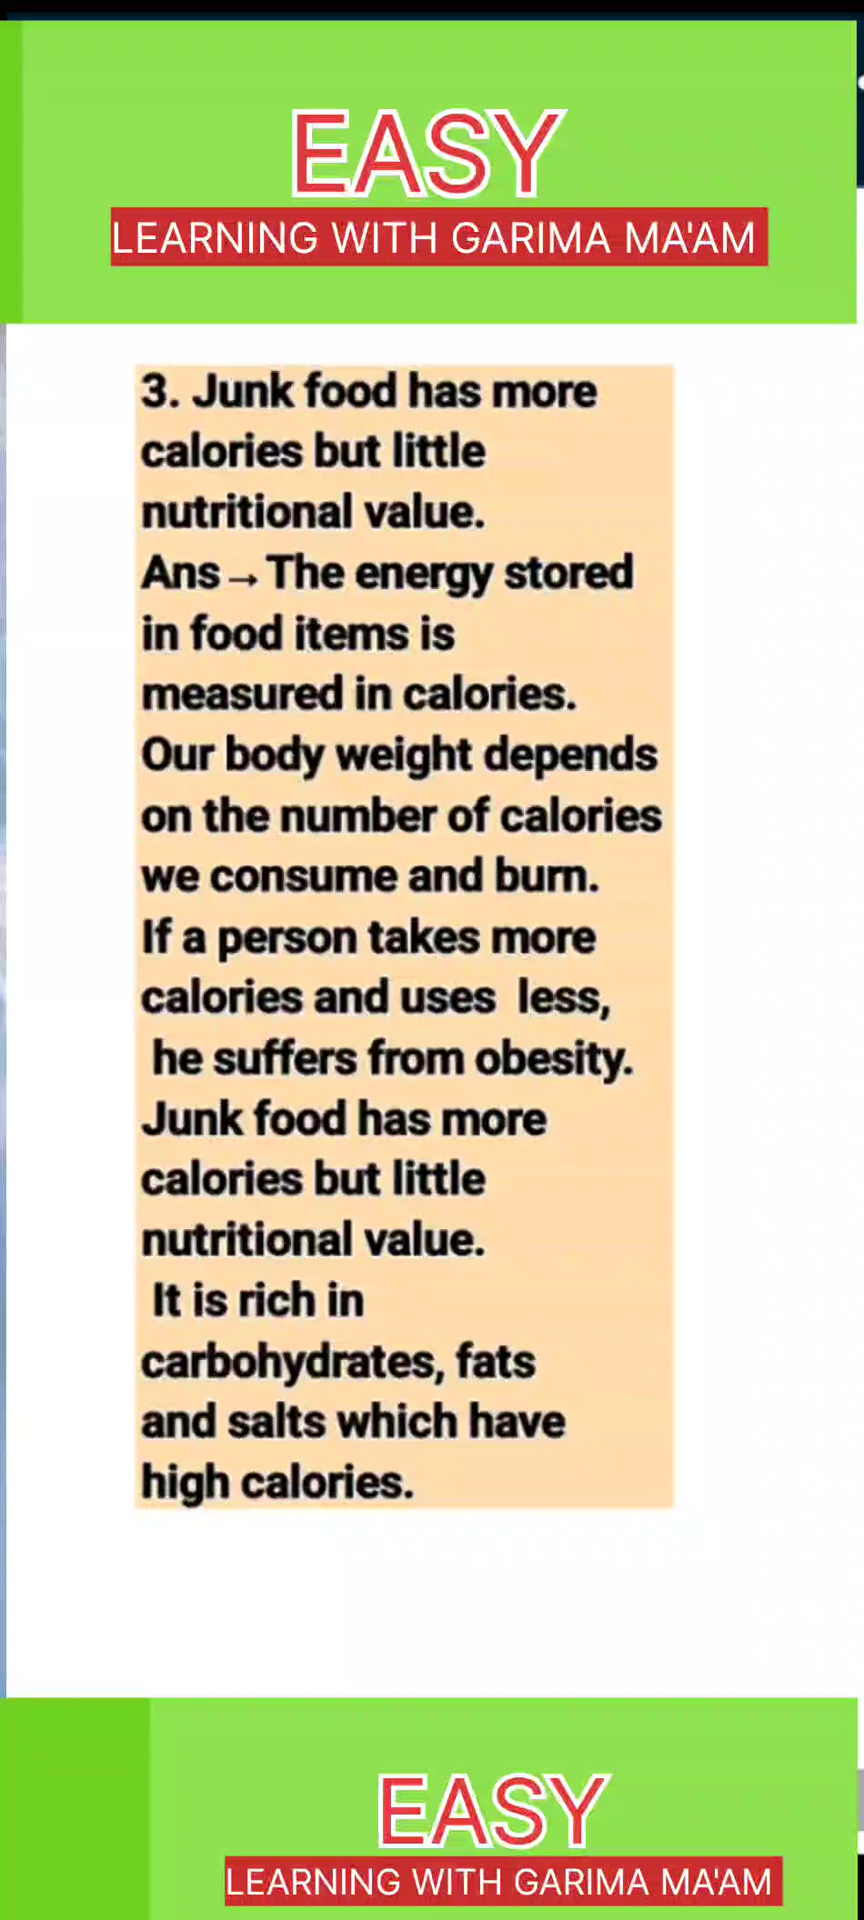 EASY
LEARNING WITH GARIMA MA'AM
3. Junk food has more
calories but little
nutritional value.
Ans→The energy stored
in food items is
measured in calories.
Our body weight depends
on the number of calories
we consume and burn.
If a person takes more
calories and uses less,
he suffers from obesity.
Junk food has more
calories but little
nutritional value.
It is rich in
carbohydrates, fats
and salts which have
high calories.
EASY
LEARNING WITH GARIMA MA'AM